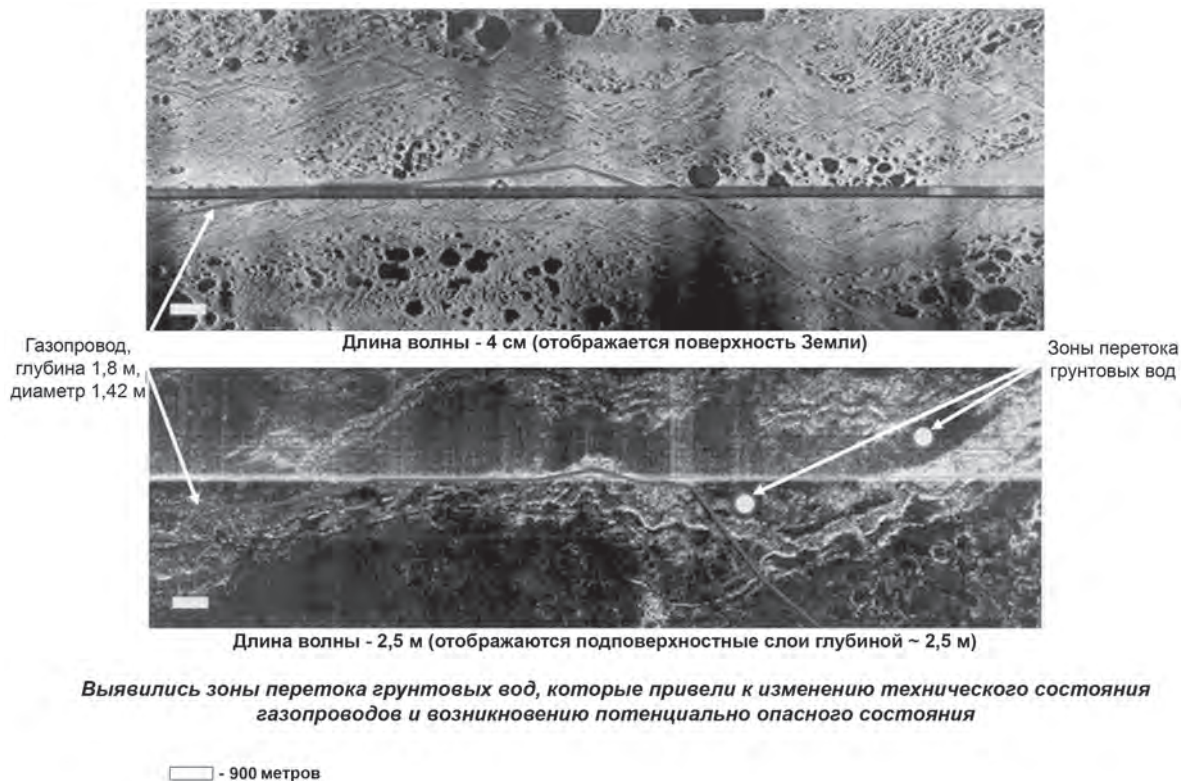 Длина волны - 4 см (отображается поверхность Земли)
Газопровод,
глубина 1,8 м,
диаметр 1,42 м
Зоны перетока
грунтовых вод
Длина волны - 2,5 м (отображаются подповерхностные слои глубиной ~ 2,5 м)
Выявились зоны перетока грунтовых вод, которые привели к изменению технического состояния
газопроводов и возникновению потенциально опасного состояния
- 900 метров